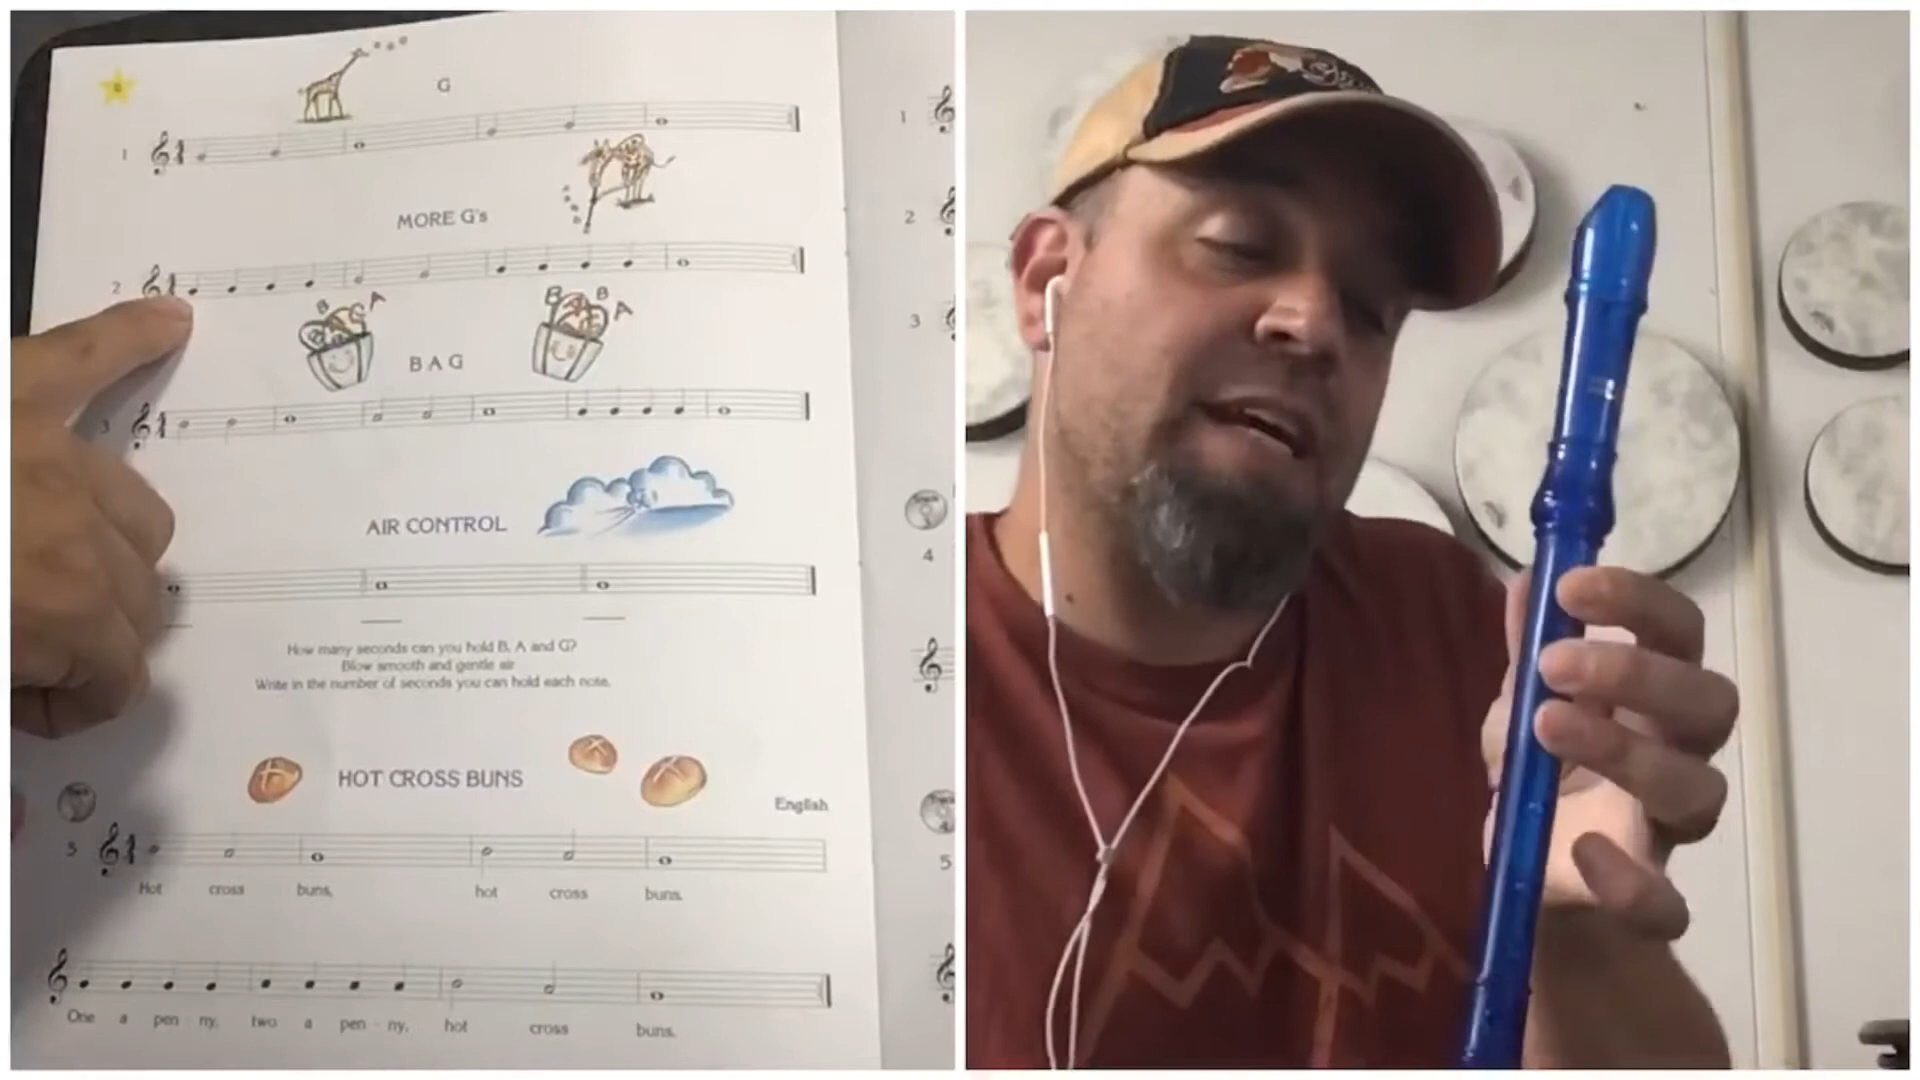 G
1
MORE G's
2
B A
B B A
B A G
3
AIR CONTROL
How many seconds can you hold B, A and G?
Blow smooth and gentle air
Write in the number of seconds you can hold each note.
HOT CROSS BUNS
English
5
Hot cross buns, hot cross buns.
One a pen - ny, two a pen - ny, hot cross buns.
1
2
3
4
5